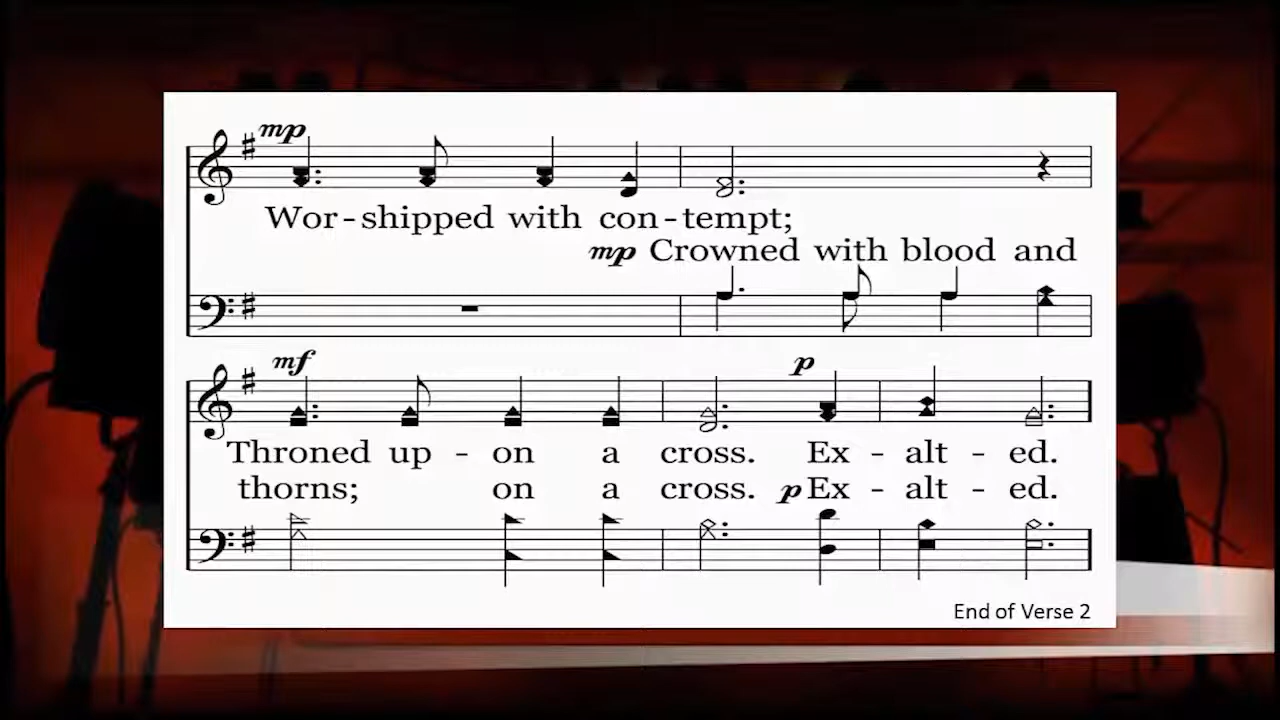 mp
Wor-shipped with con-tempt;
mp Crowned with blood and
mf p
Throned up - on a cross. Ex - alt - ed.
thorns; on a cross. p Ex - alt - ed.
End of Verse 2